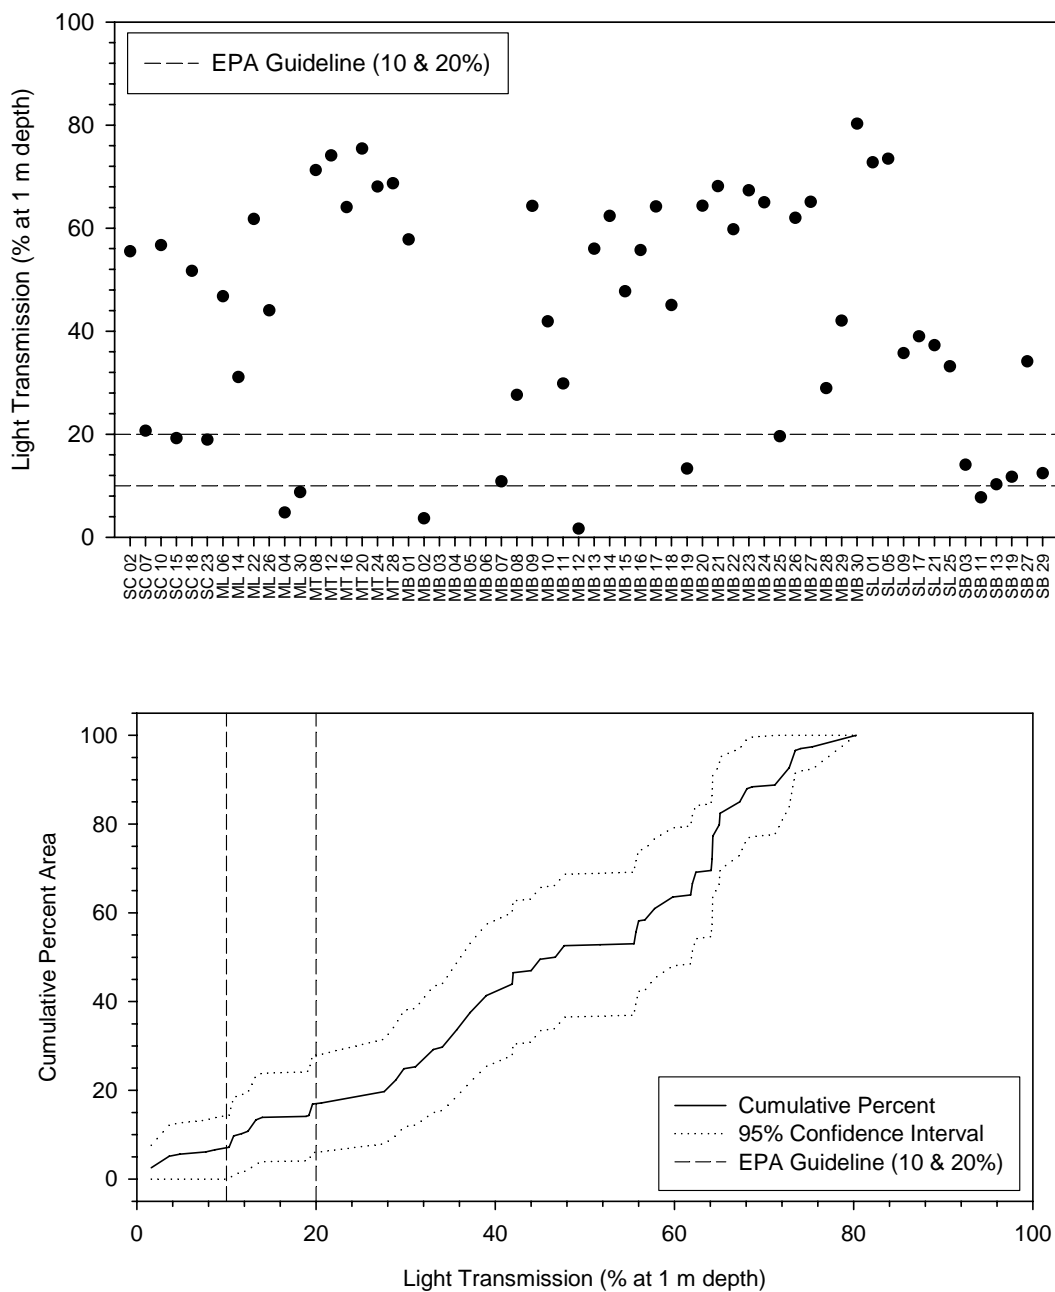 100
80
60
40
20
0
Light Transmission (% at 1 m depth)
EPA Guideline (10 & 20%)
SC 02
SC 07
SC 10
SC 15
SC 18
SC 23
ML 06
ML 14
ML 22
ML 26
ML 04
ML 30
MT 08
MT 12
MT 16
MT 20
MT 24
MT 28
MB 01
MB 02
MB 03
MB 04
MB 05
MB 06
MB 07
MB 08
MB 09
MB 10
MB 11
MB 12
MB 13
MB 14
MB 15
MB 16
MB 17
MB 18
MB 19
MB 20
MB 21
MB 22
MB 23
MB 24
MB 25
MB 26
MB 27
MB 28
MB 29
MB 30
SL 01
SL 05
SL 09
SL 17
SL 21
SL 25
SB 03
SB 11
SB 13
SB 19
SB 27
SB 29
100
80
60
40
20
0
Cumulative Percent Area
Cumulative Percent
95% Confidence Interval
EPA Guideline (10 & 20%)
0 20 40 60 80 100
Light Transmission (% at 1 m depth)